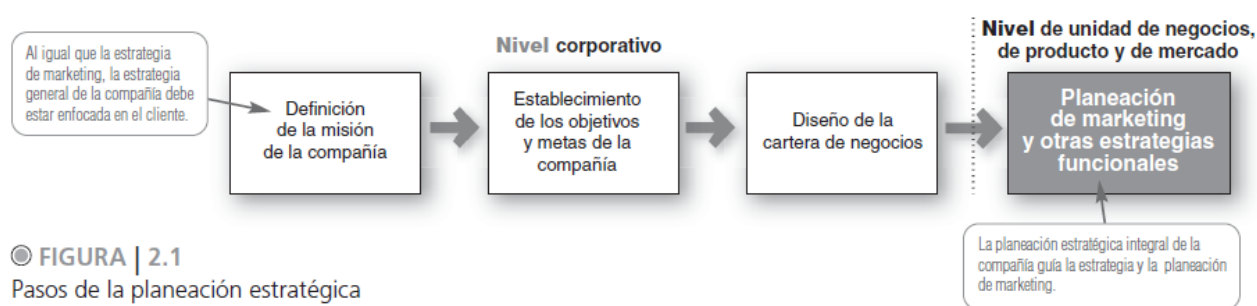 Al igual que la estrategia
de marketing, la estrategia
general de la compañía debe
estar enfocada en el cliente.
Nivel corporativo
Nivel de unidad de negocios,
de producto y de mercado
Definición
de la misión
de la compañía
Establecimiento
de los objetivos
y metas de la
compañía
Diseño de la
cartera de negocios
Planeación
de marketing
y otras estrategias
funcionales
La planeación estratégica integral de la
compañía guía la estrategia y la planeación
de marketing.
FIGURA | 2.1
Pasos de la planeación estratégica